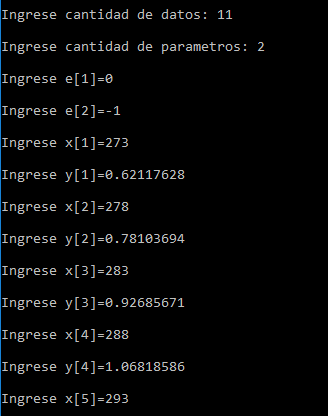 Ingrese cantidad de datos: 11
Ingrese cantidad de parametros: 2
Ingrese e[1]=0
Ingrese e[2]=-1
Ingrese x[1]=273
Ingrese y[1]=0.62117628
Ingrese x[2]=278
Ingrese y[2]=0.78103694
Ingrese x[3]=283
Ingrese y[3]=0.92685671
Ingrese x[4]=288
Ingrese y[4]=1.06818586
Ingrese x[5]=293